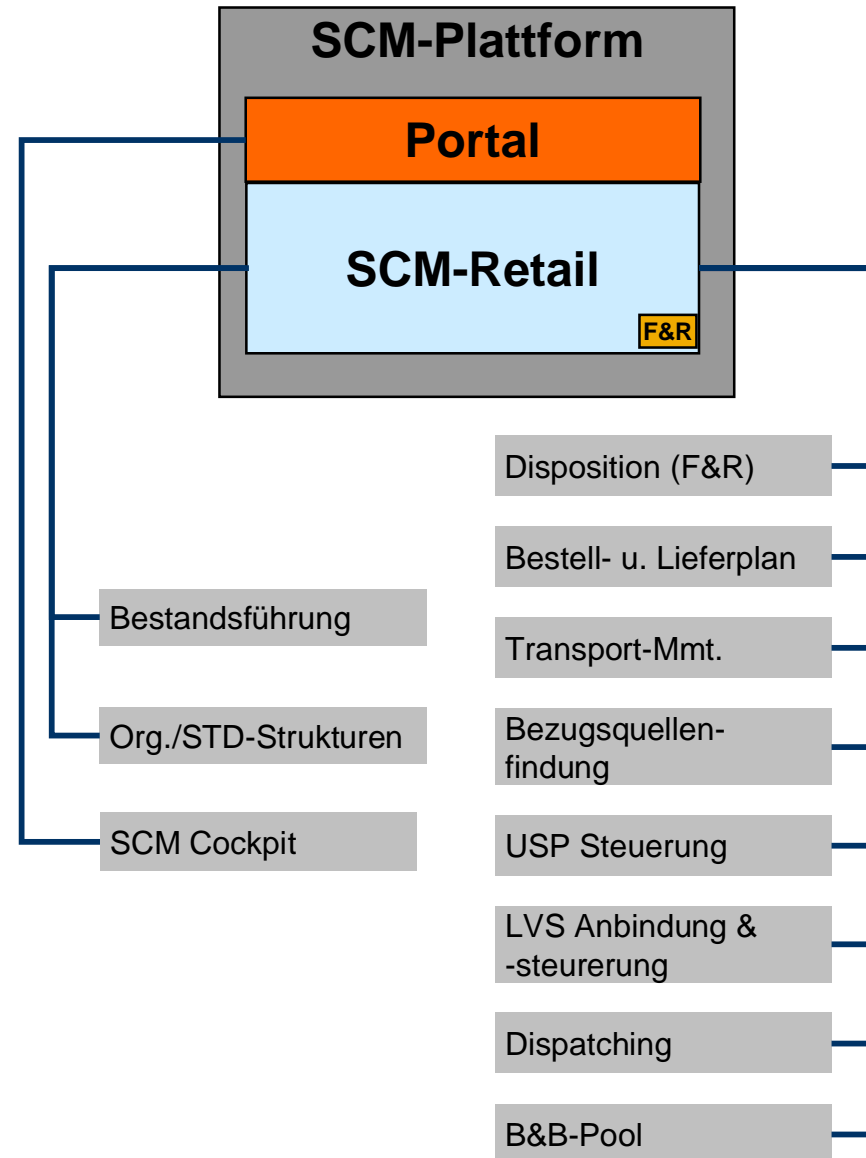 SCM-Plattform
Portal
SCM-Retail
F&R
Disposition (F&R)
Bestell- u. Lieferplan
Bestandsführung
Transport-Mmt.
Org./STD-Strukturen
Bezugsquellen-
findung
SCM Cockpit
USP Steuerung
LVS Anbindung &
-steurerung
Dispatching
B&B-Pool